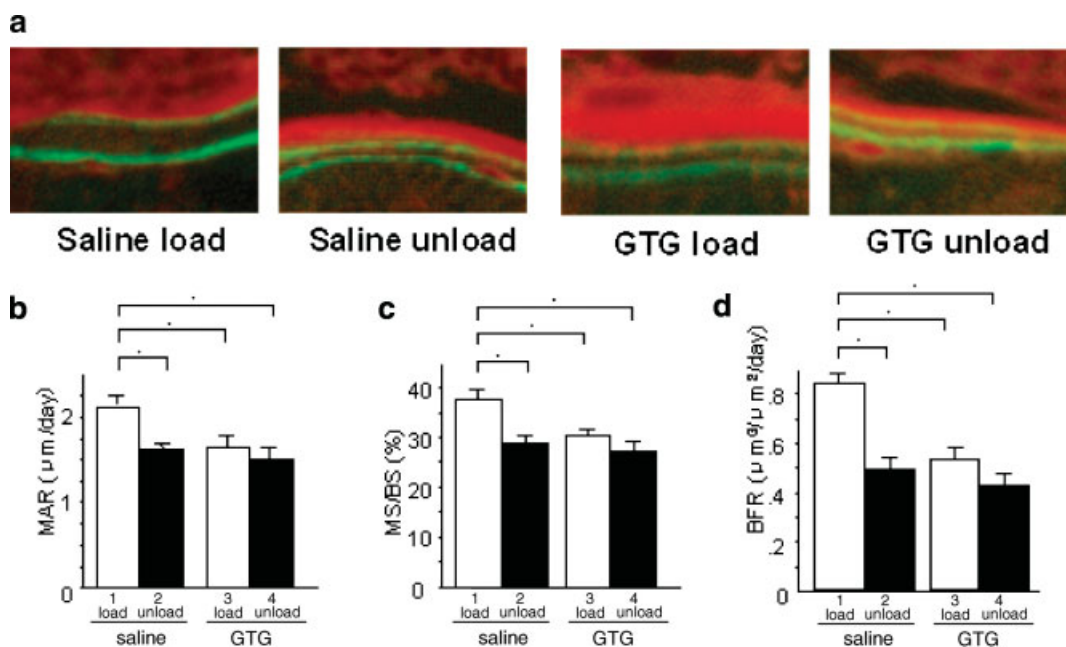 a
Saline load
Saline unload
GTG load
GTG unload
b
MAR (μm/day)
2
1
0
1 2 3 4
load unload load unload
saline GTG
c
MS/BS (%)
40
30
20
10
0
1 2 3 4
load unload load unload
saline GTG
d
BFR (μm³/μm²/day)
.8
.6
.4
.2
0
1 2 3 4
load unload load unload
saline GTG